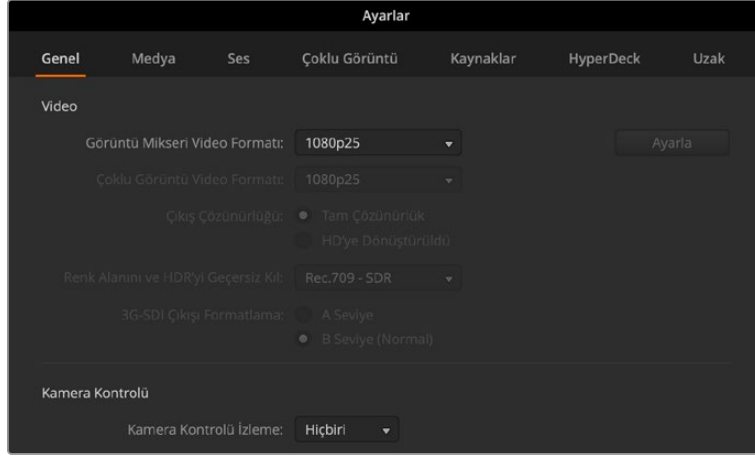 Ayarlar
Genel Medya Ses Çoklu Görüntü Kaynaklar HyperDeck Uzak
Video
Görüntü Mikseri Video Formatı: 1080p25 Ayarla
Çoklu Görüntü Video Formatı: 1080p25
Çıkış Çözünürlüğü: Tam Çözünürlük
HD'ye Dönüştürüldü
Renk Alanını ve HDR'yi Geçersiz Kıl: Rec.709 - SDR
3G-SDI Çıkışı Formatlama: A Seviye
B Seviye (Normal)
Kamera Kontrolü
Kamera Kontrolü İzleme: Hiçbiri